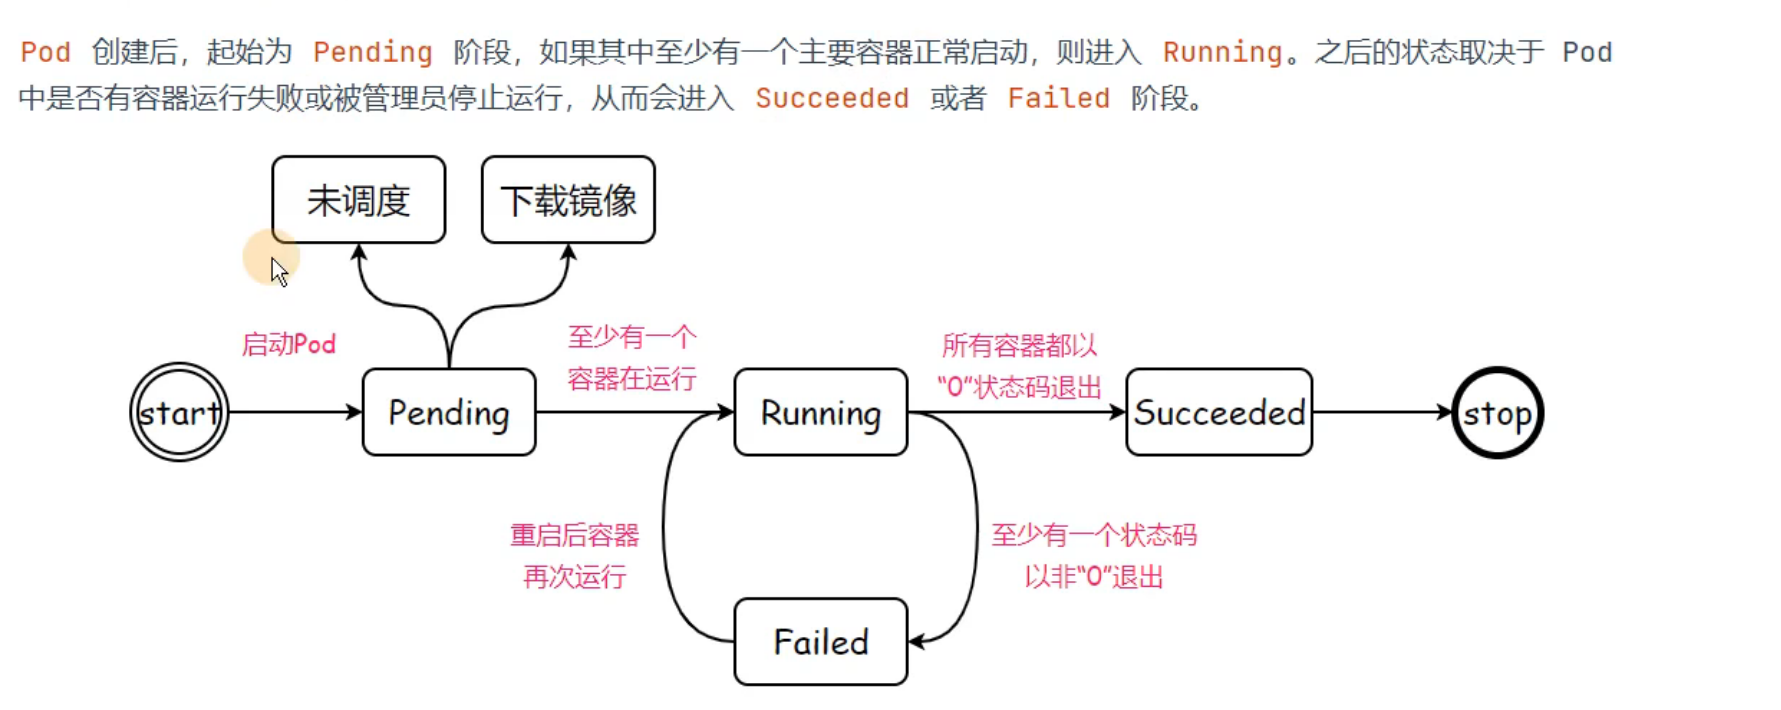 Pod 创建后，起始为 Pending 阶段，如果其中至少有一个主要容器正常启动，则进入 Running。之后的状态取决于 Pod
中是否有容器运行失败或被管理员停止运行，从而会进入 Succeeded 或者 Failed 阶段。
未调度
下载镜像
启动Pod
至少有一个
容器在运行
所有容器都以
“0”状态码退出
start
Pending
Running
Succeeded
stop
重启后容器
再次运行
至少有一个状态码
以非“0”退出
Failed